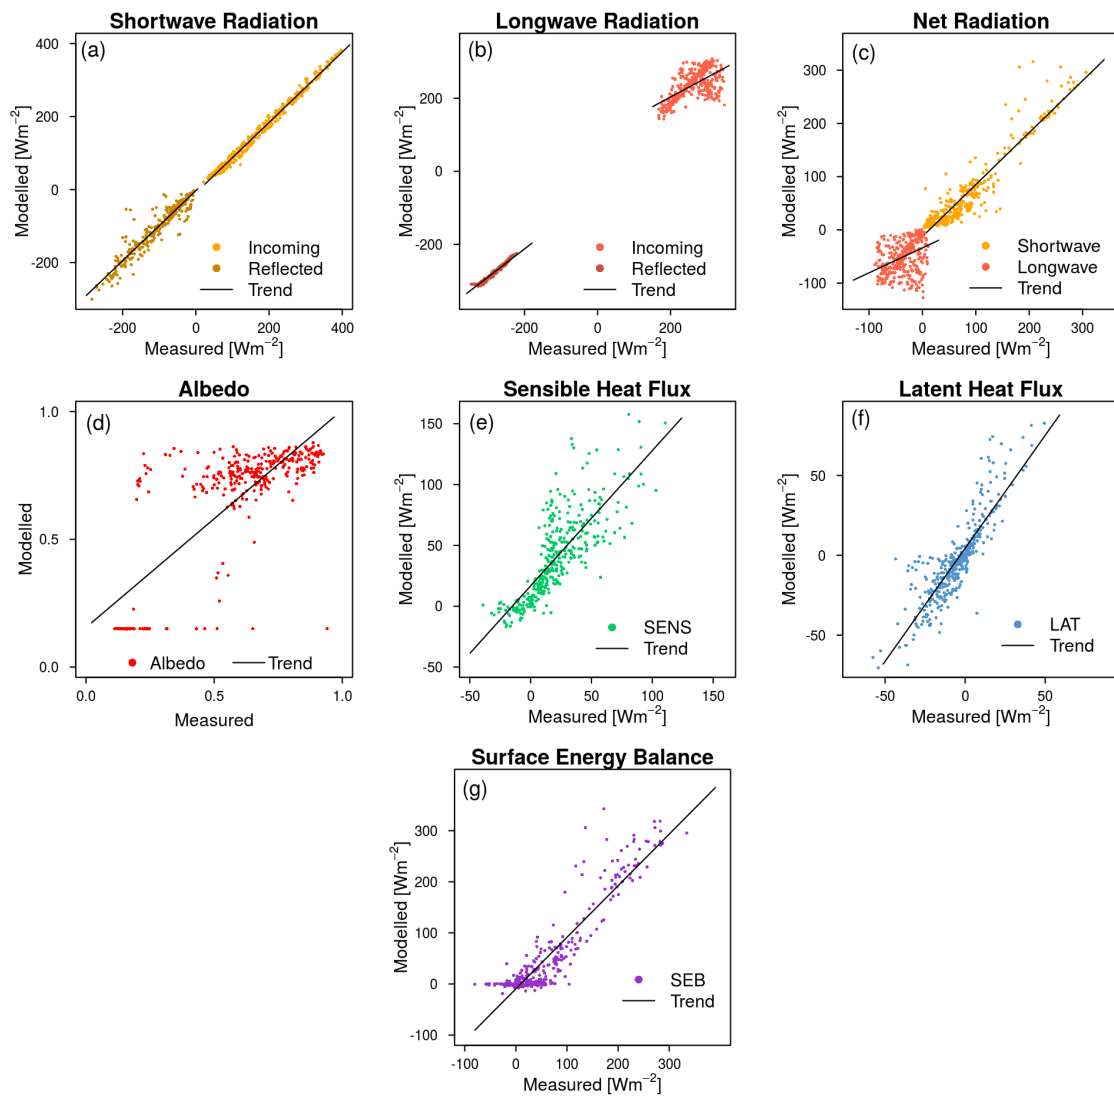 Shortwave Radiation
(a)
400
200
0
-200
Modelled [Wm⁻²]
Incoming
Reflected
Trend
-200 0 200 400
Measured [Wm⁻²]
Longwave Radiation
(b)
200
0
-200
Modelled [Wm⁻²]
Incoming
Reflected
Trend
-200 0 200
Measured [Wm⁻²]
Net Radiation
(c)
300
200
100
0
-100
Modelled [Wm⁻²]
Shortwave
Longwave
Trend
-100 0 100 200 300
Measured [Wm⁻²]
Albedo
(d)
1.0
0.5
0.0
Modelled
Albedo Trend
0.0 0.5 1.0
Measured
Sensible Heat Flux
(e)
150
100
50
0
-50
Modelled [Wm⁻²]
SENS
Trend
-50 0 50 100 150
Measured [Wm⁻²]
Latent Heat Flux
(f)
50
0
-50
Modelled [Wm⁻²]
LAT
Trend
-50 0 50
Measured [Wm⁻²]
Surface Energy Balance
(g)
300
200
100
0
-100
Modelled [Wm⁻²]
SEB
Trend
-100 0 100 200 300
Measured [Wm⁻²]